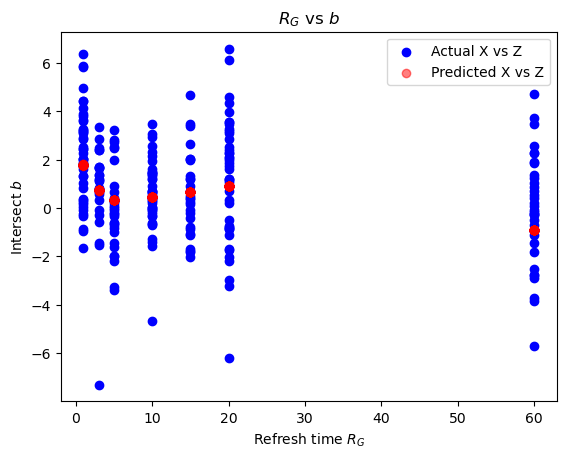 R_G vs b
Actual X vs Z
Predicted X vs Z
6
4
2
0
−2
−4
−6
Intersect b
0
10
20
30
40
50
60
Refresh time R_G